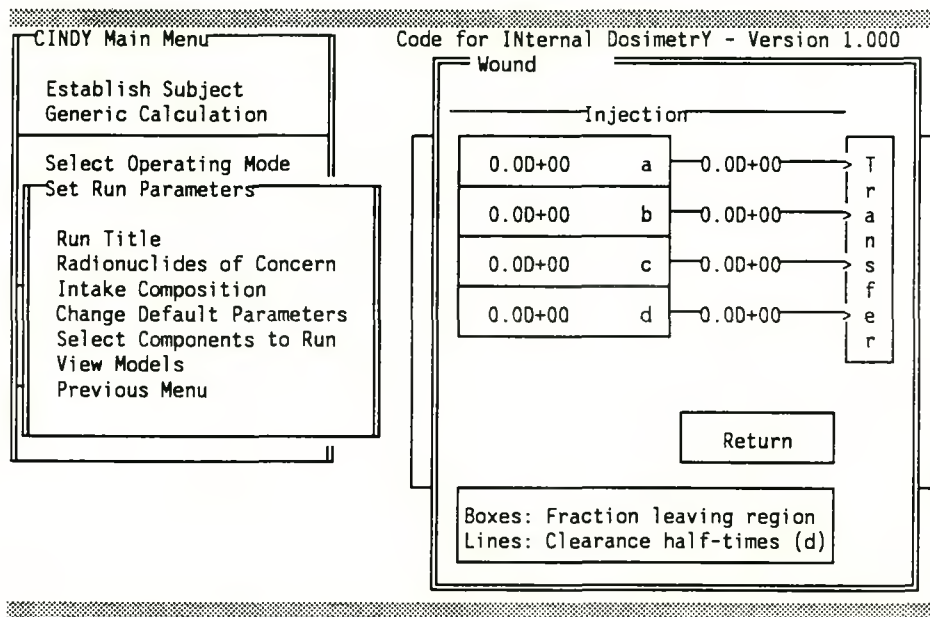 CINDY Main Menu
Establish Subject
Generic Calculation
Select Operating Mode
Set Run Parameters
Run Title
Radionuclides of Concern
Intake Composition
Change Default Parameters
Select Components to Run
View Models
Previous Menu
Code for INternal DosimetrY - Version 1.000
Wound
Injection
0.0D+00 a 0.0D+00
0.0D+00 b 0.0D+00
0.0D+00 c 0.0D+00
0.0D+00 d 0.0D+00
Transfer
Return
Boxes: Fraction leaving region
Lines: Clearance half-times (d)